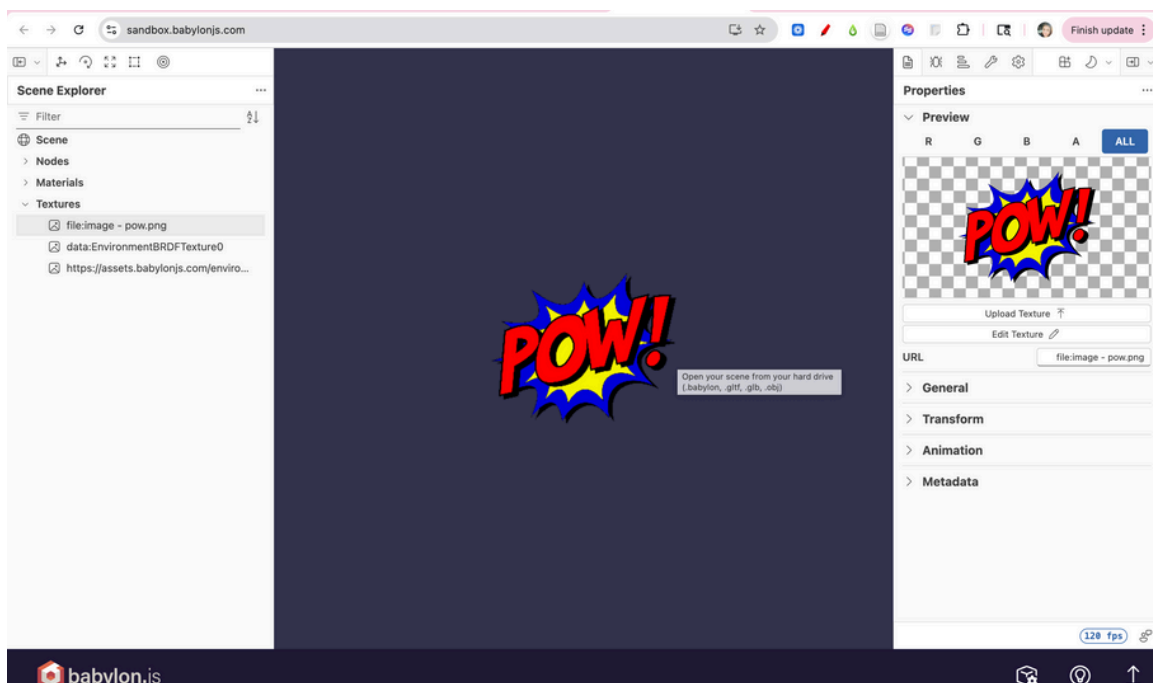 sandbox.babylonjs.com
Finish update
Scene Explorer
Filter
Scene
Nodes
Materials
Textures
file:image - pow.png
data:EnvironmentBRDFTexture0
https://assets.babylonjs.com/enviro...
POW!
Open your scene from your hard drive
(.babylon, .gltf, .glb, .obj)
Properties
Preview
R G B A ALL
POW!
Upload Texture
Edit Texture
URL file:image - pow.png
General
Transform
Animation
Metadata
120 fps
babylon.js